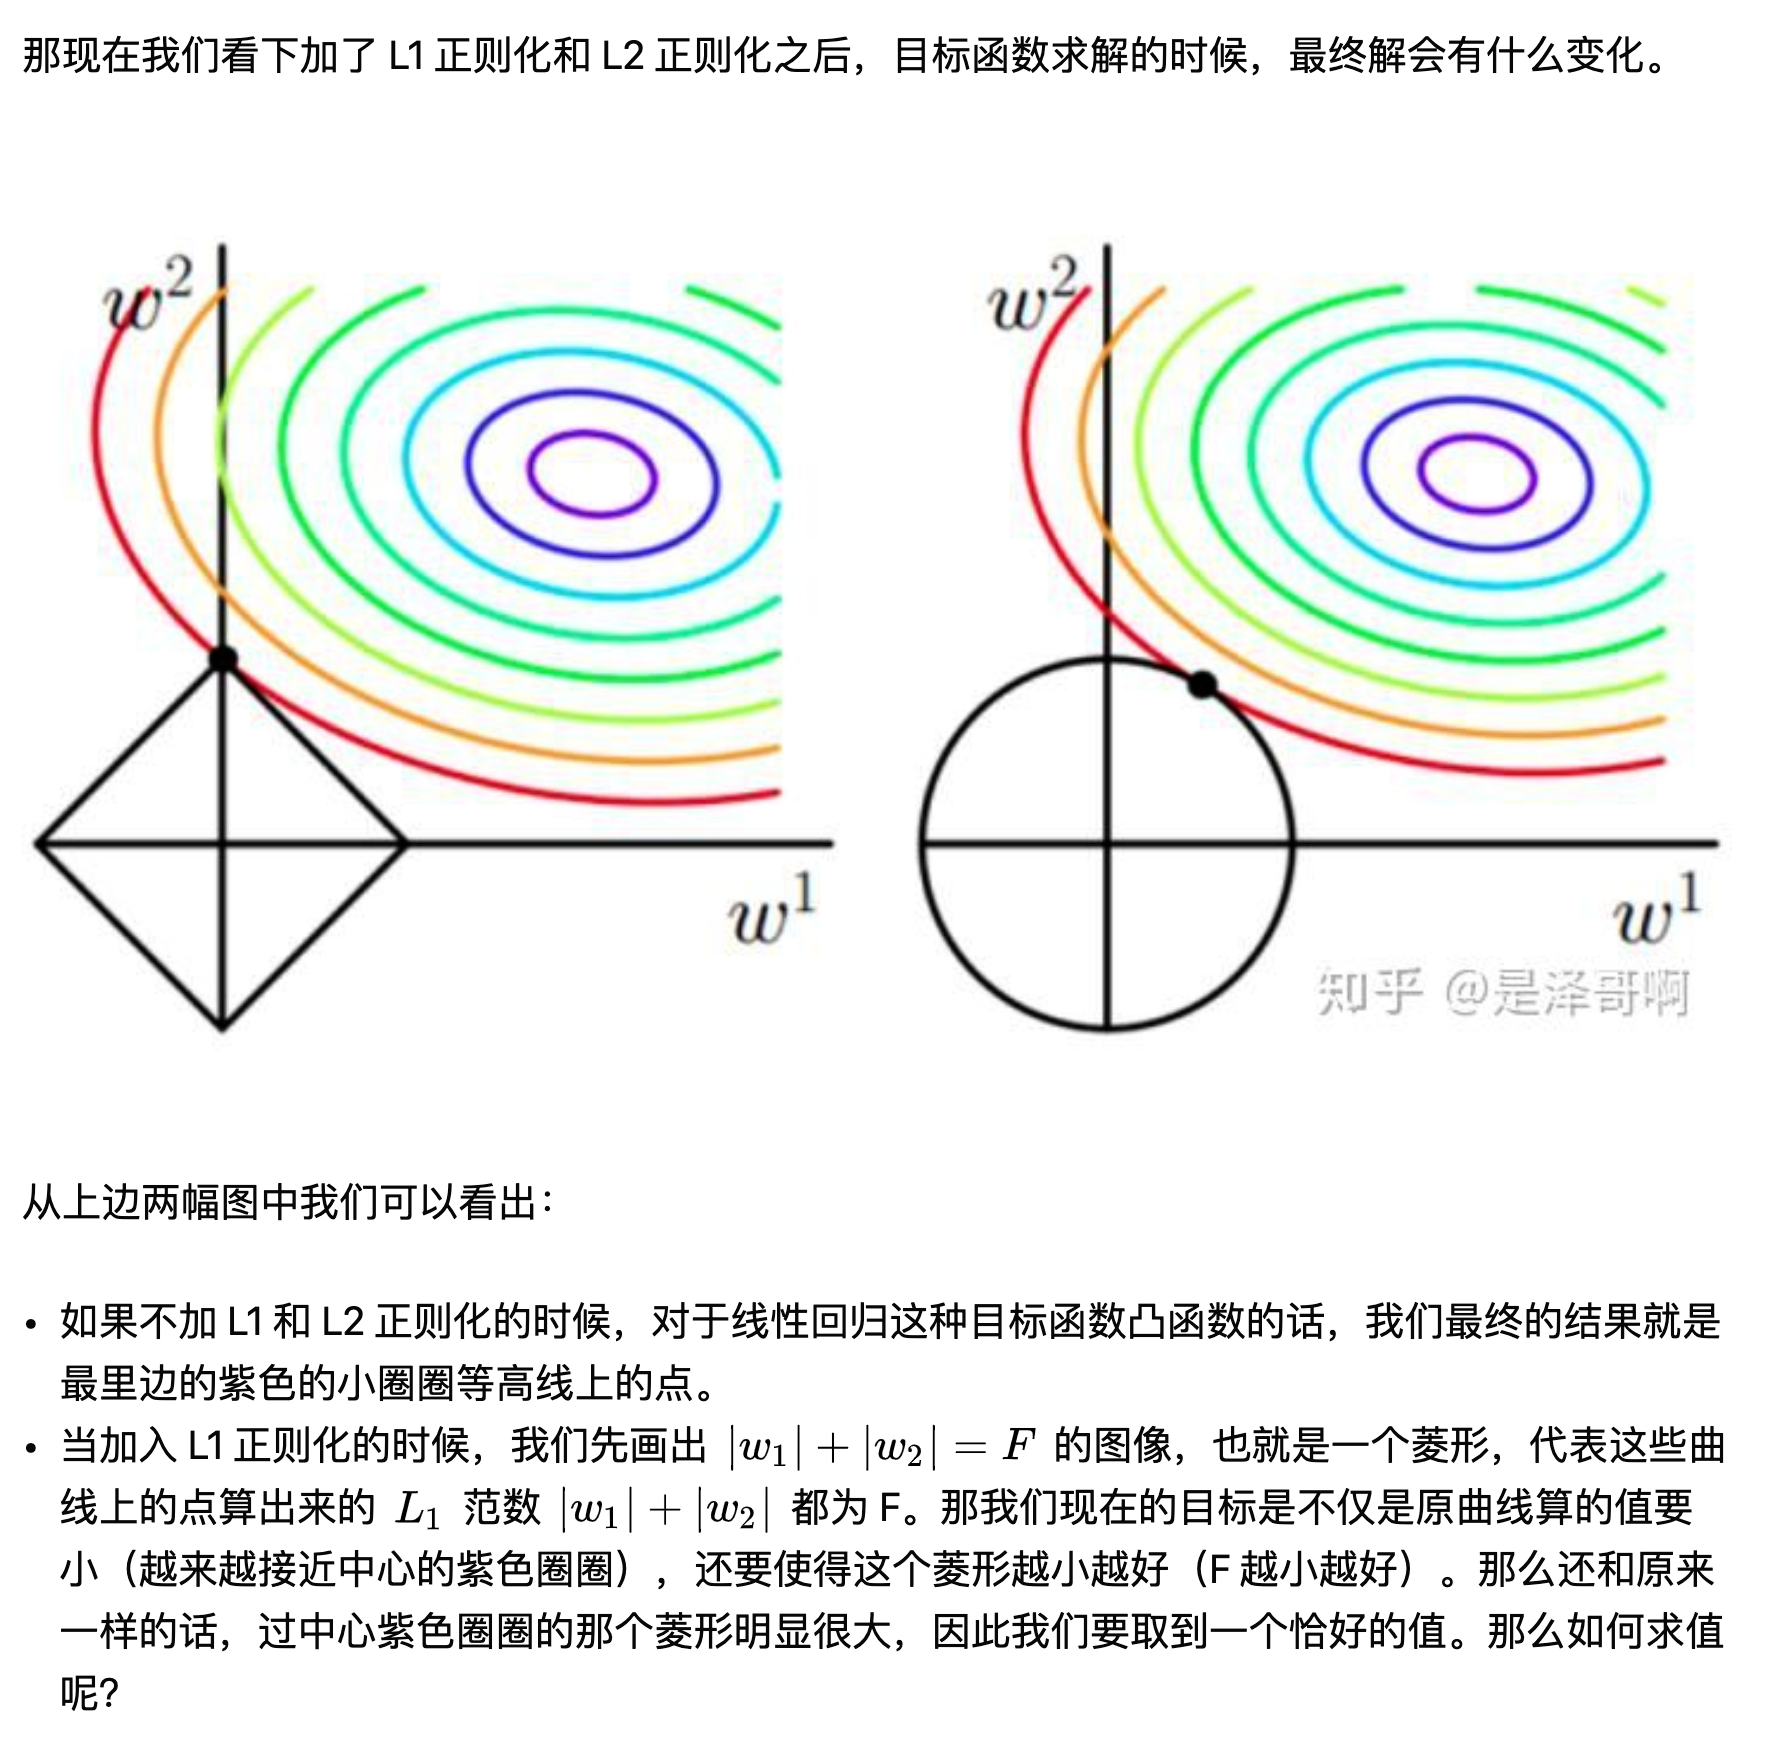 那现在我们看下加了 L1 正则化和 L2 正则化之后，目标函数求解的时候，最终解会有什么变化。
w²
w²
w¹
w¹
知乎 @是泽哥啊
从上边两幅图中我们可以看出：
• 如果不加 L1 和 L2 正则化的时候，对于线性回归这种目标函数凸函数的话，我们最终的结果就是
最里边的紫色的小圈圈等高线上的点。
• 当加入 L1 正则化的时候，我们先画出 |w₁| + |w₂| = F 的图像，也就是一个菱形，代表这些曲
线上的点算出来的 L₁ 范数 |w₁| + |w₂| 都为 F。那我们现在的目标是不仅是原曲线算的值要
小（越来越接近中心的紫色圈圈），还要使得这个菱形越小越好（F 越小越好）。那么还和原来
一样的话，过中心紫色圈圈的那个菱形明显很大，因此我们要取到一个恰好的值。那么如何求值
呢？